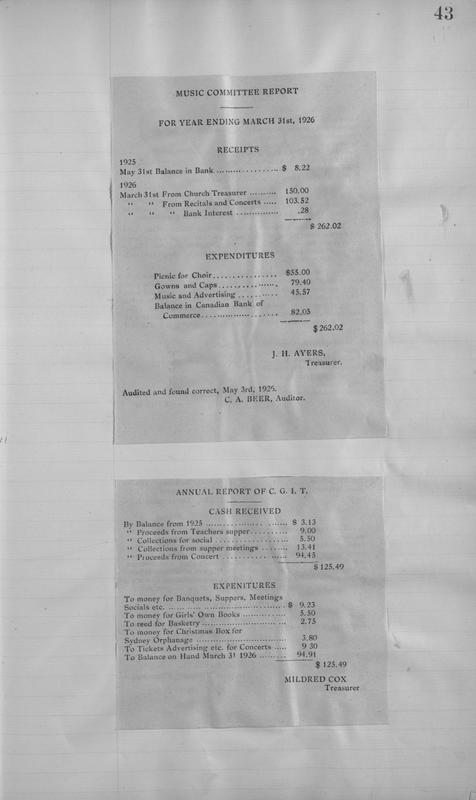 43
MUSIC COMMITTEE REPORT
FOR YEAR ENDING MARCH 31st, 1926
RECEIPTS
1925
May 31st Balance in Bank .................. $ 8.22
1926
March 31st From Church Treasurer .......... 150.00
" " From Recitals and Concerts ..... 103.52
" " " Bank Interest ............... .28
$ 262.02
EXPENDITURES
Picnic for Choir................ $55.00
Gowns and Caps............... 79.40
Music and Advertising .......... 45.57
Balance in Canadian Bank of
Commerce................... 82.05
$ 262.02
J. H. AYERS,
Treasurer.
Audited and found correct, May 3rd, 1926.
C. A. BEER, Auditor.
ANNUAL REPORT OF C. G. I. T.
CASH RECEIVED
By Balance from 1925 ........................ $ 3.13
" Proceeds from Teachers supper.......... 9.00
" Collections for social .................. 5.50
" Collections from supper meetings ........ 13.41
" Proceeds from Concert ................ 94.45
$ 125.49
EXPENITURES
To money for Banquets, Suppers, Meetings
Socials etc. ................................ $ 9.23
To money for Girls' Own Books ............... 5.50
To reed for Basketry ........................ 2.75
To money for Christmas Box for
Sydney Orphanage ......................... 3.80
To Tickets Advertising etc. for Concerts ..... 9 30
To Balance on Hand March 31 1926 ......... 94.91
$ 125.49
MILDRED COX
Treasurer